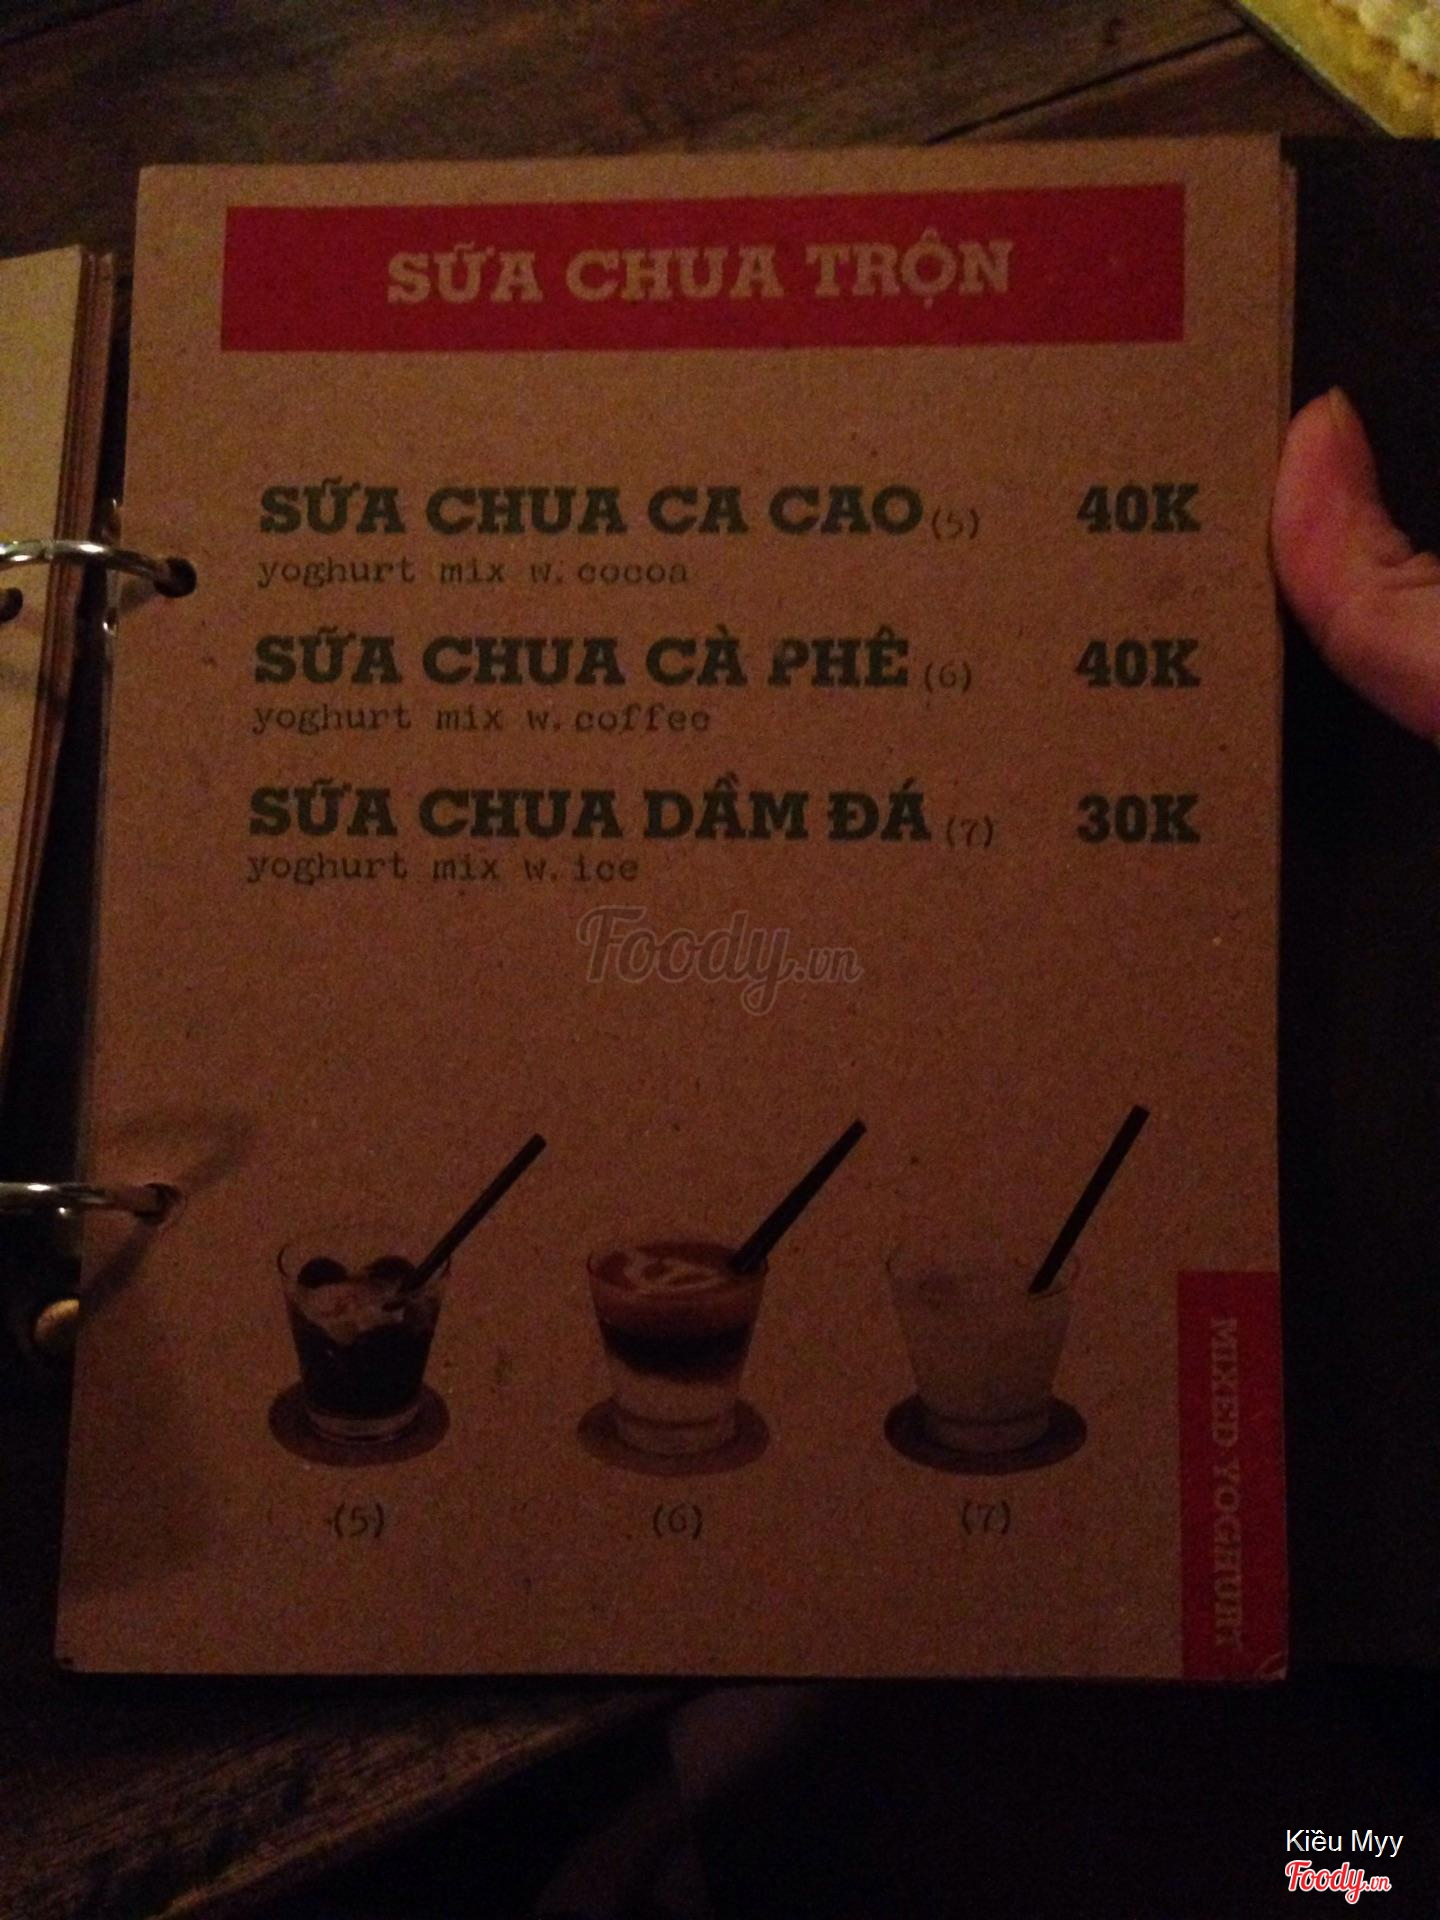 SỮA CHUA TRỘN
SỮA CHUA CA CAO (5) 40K
yoghurt mix w. cocoa
SỮA CHUA CÀ PHÊ (6) 40K
yoghurt mix w. coffee
SỮA CHUA DẦM ĐÁ (7) 30K
yoghurt mix w. ice
Foody.vn
(5) (6) (7)
MIXED YOGHURT
Kiều Myy
Foody.vn